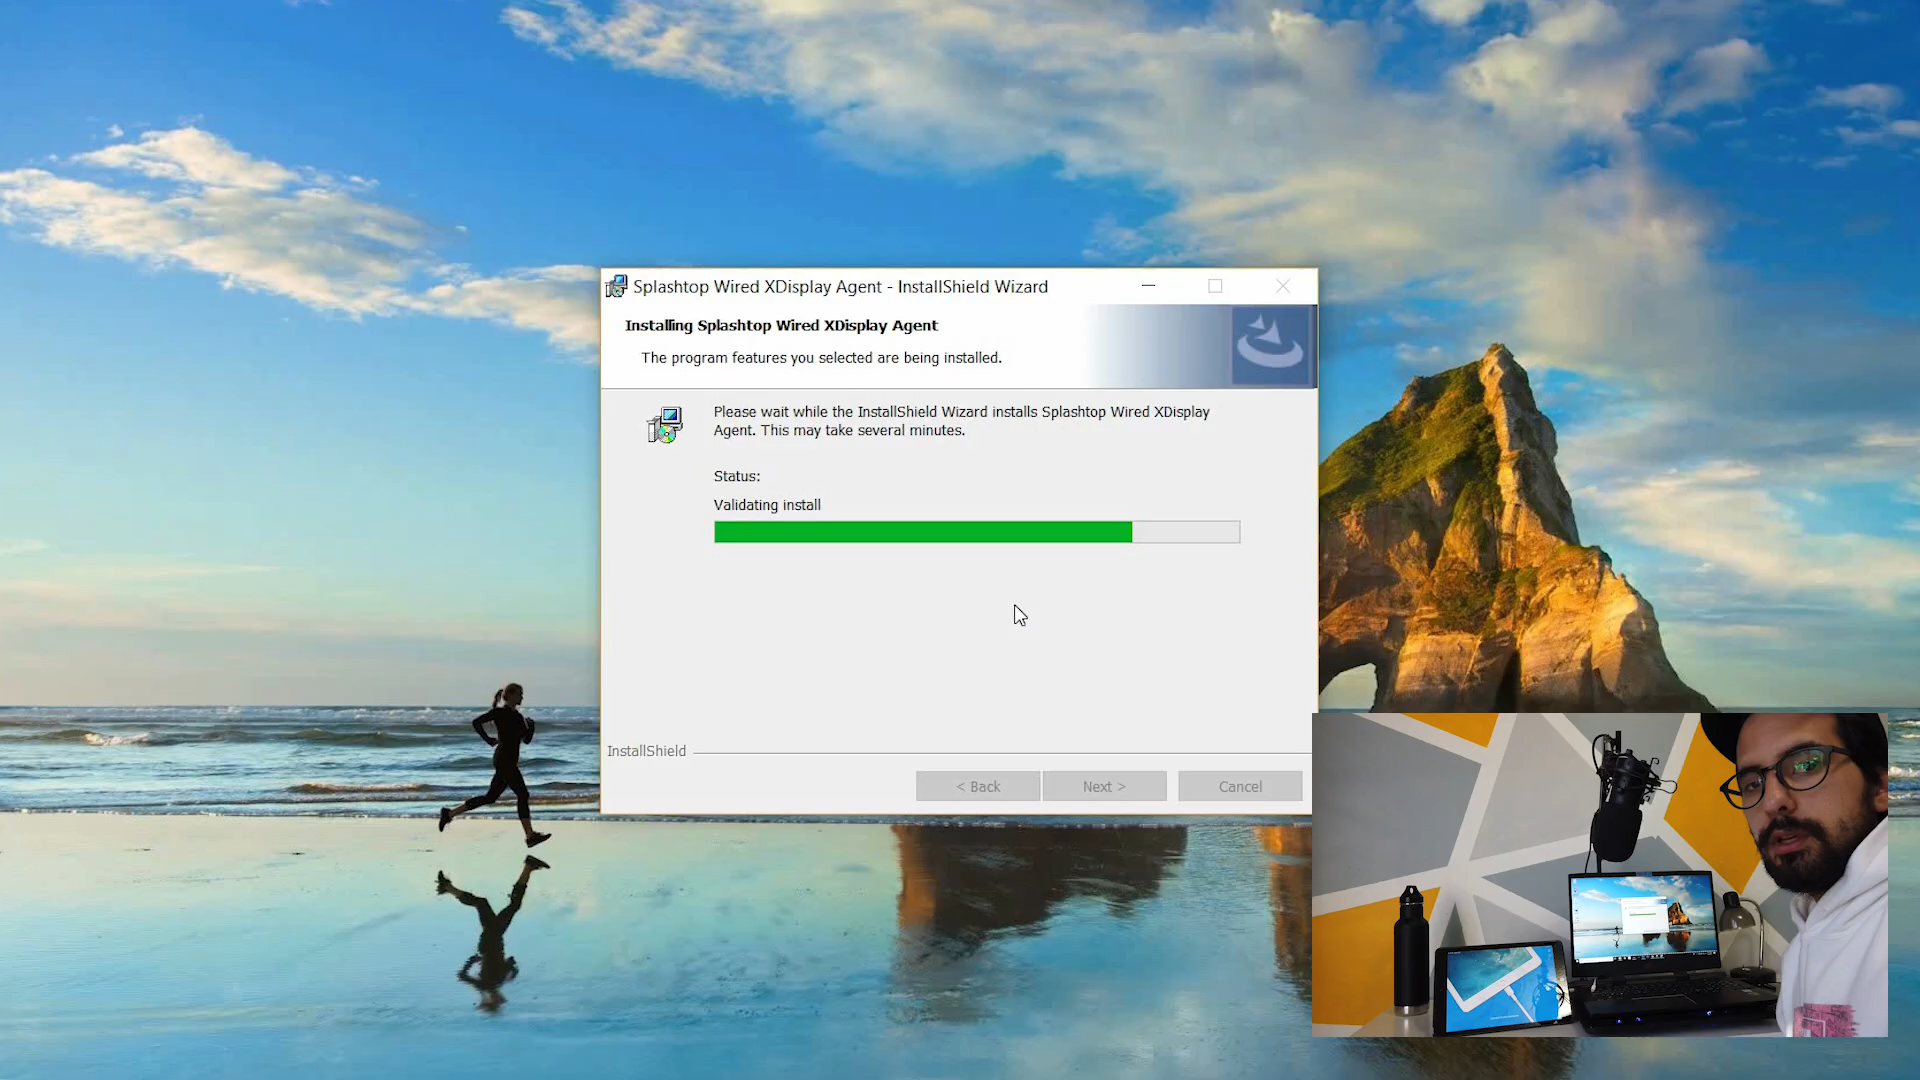 Splashtop Wired XDisplay Agent - InstallShield Wizard
Installing Splashtop Wired XDisplay Agent
The program features you selected are being installed.
Please wait while the InstallShield Wizard installs Splashtop Wired XDisplay
Agent. This may take several minutes.
Status:
Validating install
InstallShield
< Back
Next >
Cancel